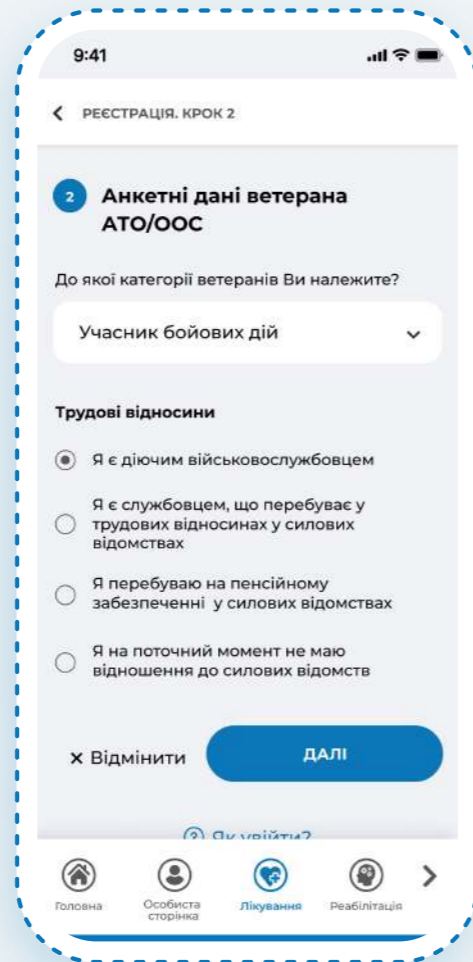 9:41
РЕЄСТРАЦІЯ. КРОК 2
2 Анкетні дані ветерана
АТО/ООС
До якої категорії ветеранів Ви належите?
Учасник бойових дій
Трудові відносини
Я є діючим військовослужбовцем
Я є службовцем, що перебуває у
трудових відносинах у силових
відомствах
Я перебуваю на пенсійному
забезпеченні у силових відомствах
Я на поточний момент не маю
відношення до силових відомств
× Відмінити
ДАЛІ
Як увійти?
Головна
Особиста
сторінка
Лікування
Реабілітація